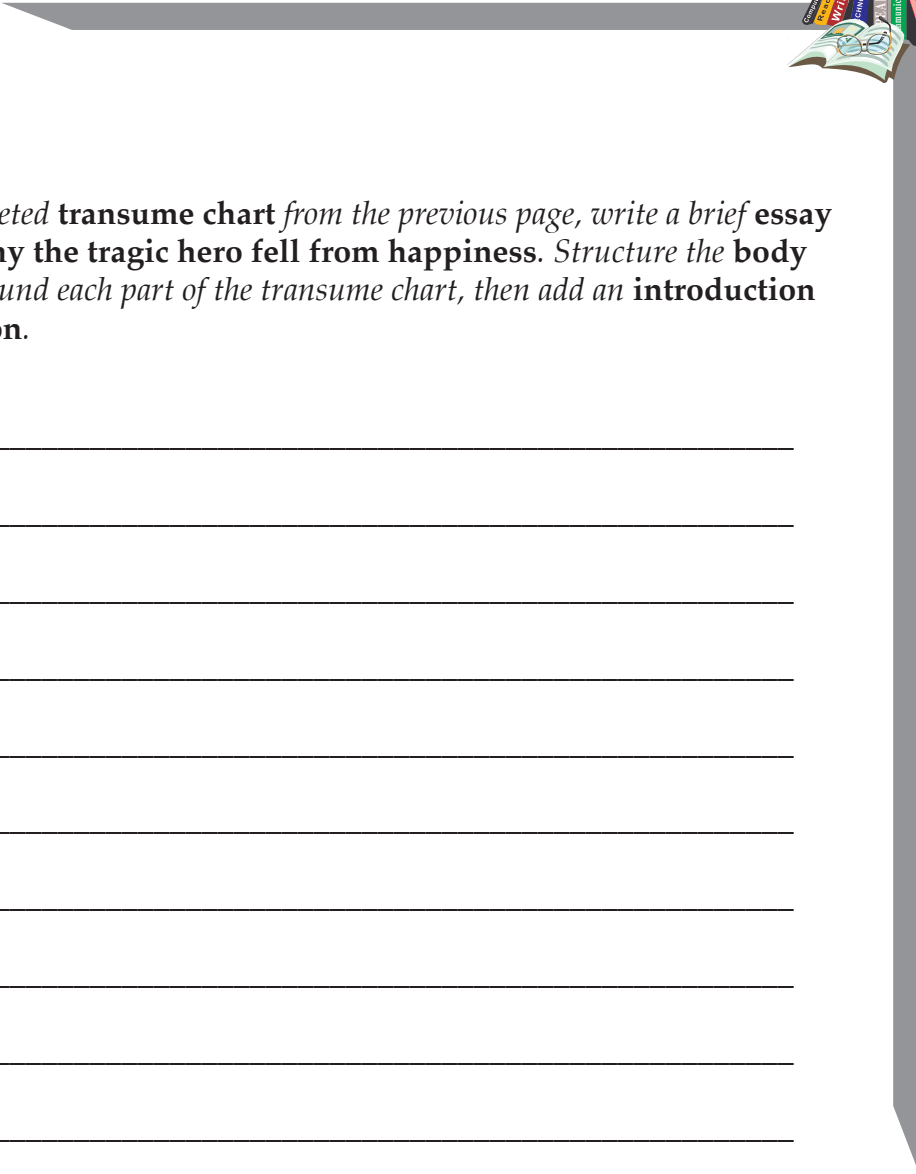 eted transume chart from the previous page, write a brief essay
ny the tragic hero fell from happiness. Structure the body
und each part of the transume chart, then add an introduction
on.